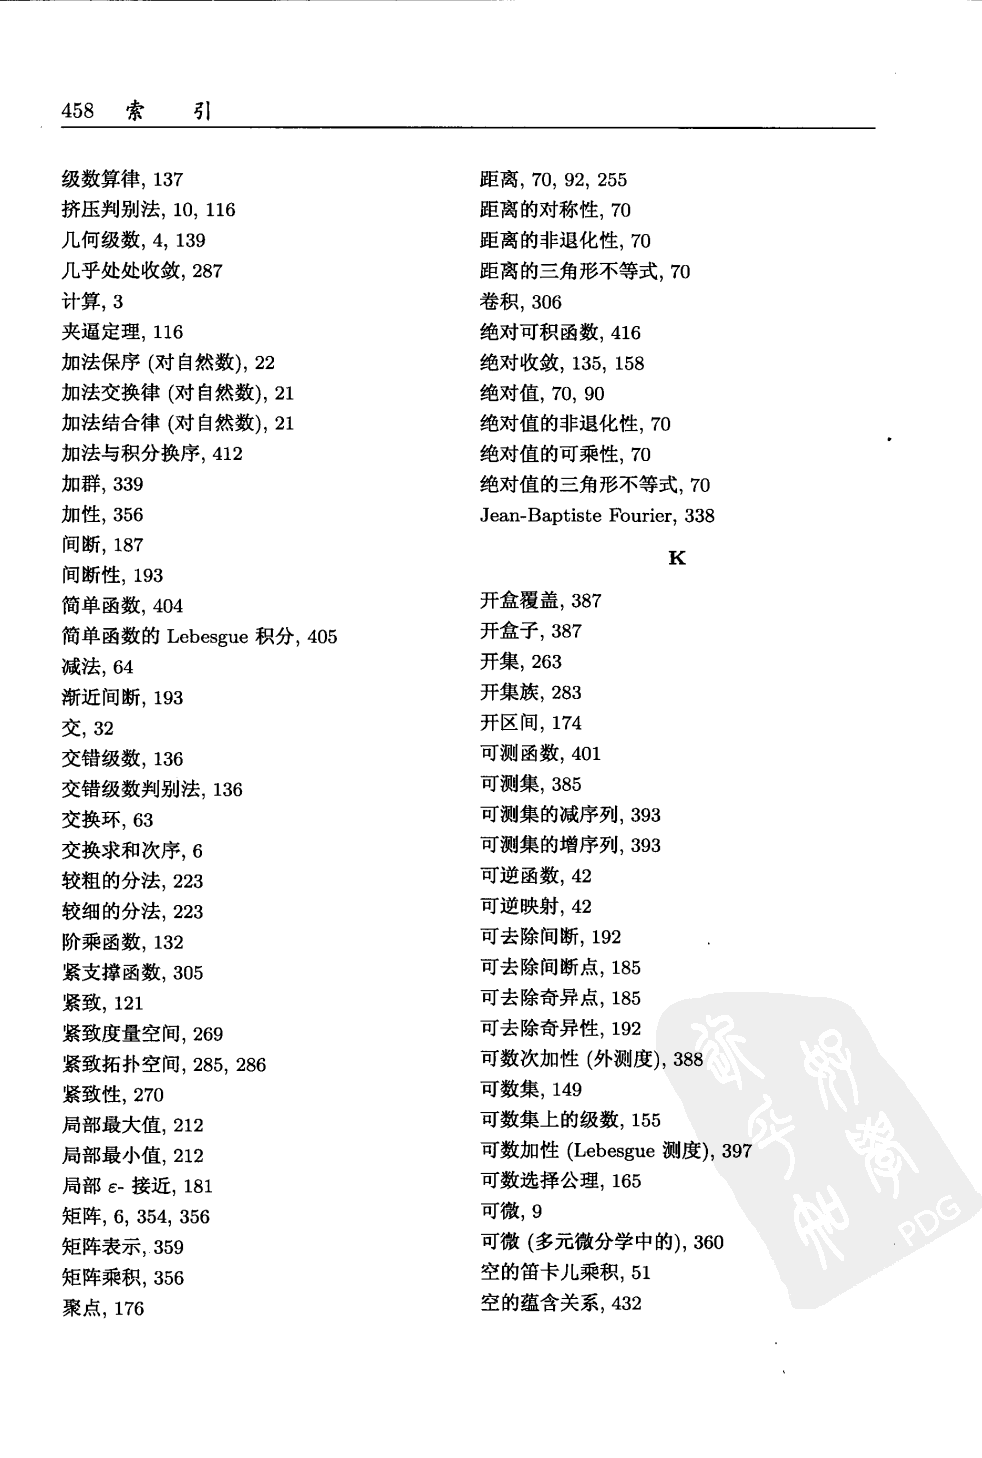 458 索 引
级数算律, 137
挤压判别法, 10, 116
几何级数, 4, 139
几乎处处收敛, 287
计算, 3
夹逼定理, 116
加法保序 (对自然数), 22
加法交换律 (对自然数), 21
加法结合律 (对自然数), 21
加法与积分换序, 412
加群, 339
加性, 356
间断, 187
间断性, 193
简单函数, 404
简单函数的 Lebesgue 积分, 405
减法, 64
渐近间断, 193
交, 32
交错级数, 136
交错级数判别法, 136
交换环, 63
交换求和次序, 6
较粗的分法, 223
较细的分法, 223
阶乘函数, 132
紧支撑函数, 305
紧致, 121
紧致度量空间, 269
紧致拓扑空间, 285, 286
紧致性, 270
局部最大值, 212
局部最小值, 212
局部 ε- 接近, 181
矩阵, 6, 354, 356
矩阵表示, 359
矩阵乘积, 356
聚点, 176
距离, 70, 92, 255
距离的对称性, 70
距离的非退化性, 70
距离的三角形不等式, 70
卷积, 306
绝对可积函数, 416
绝对收敛, 135, 158
绝对值, 70, 90
绝对值的非退化性, 70
绝对值的可乘性, 70
绝对值的三角形不等式, 70
Jean-Baptiste Fourier, 338
K
开盒覆盖, 387
开盒子, 387
开集, 263
开集族, 283
开区间, 174
可测函数, 401
可测集, 385
可测集的减序列, 393
可测集的增序列, 393
可逆函数, 42
可逆映射, 42
可去除间断, 192
可去除间断点, 185
可去除奇异点, 185
可去除奇异性, 192
可数次加性 (外测度), 388
可数集, 149
可数集上的级数, 155
可数加性 (Lebesgue 测度), 397
可数选择公理, 165
可微, 9
可微 (多元微分学中的), 360
空的笛卡儿乘积, 51
空的蕴含关系, 432
PDG